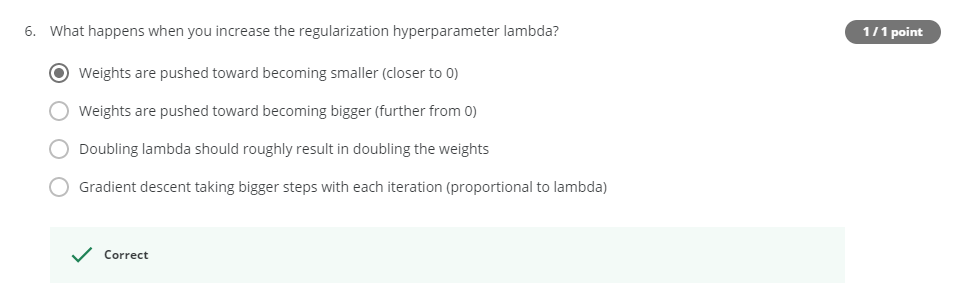 6. What happens when you increase the regularization hyperparameter lambda?
1 / 1 point
Weights are pushed toward becoming smaller (closer to 0)
Weights are pushed toward becoming bigger (further from 0)
Doubling lambda should roughly result in doubling the weights
Gradient descent taking bigger steps with each iteration (proportional to lambda)
Correct